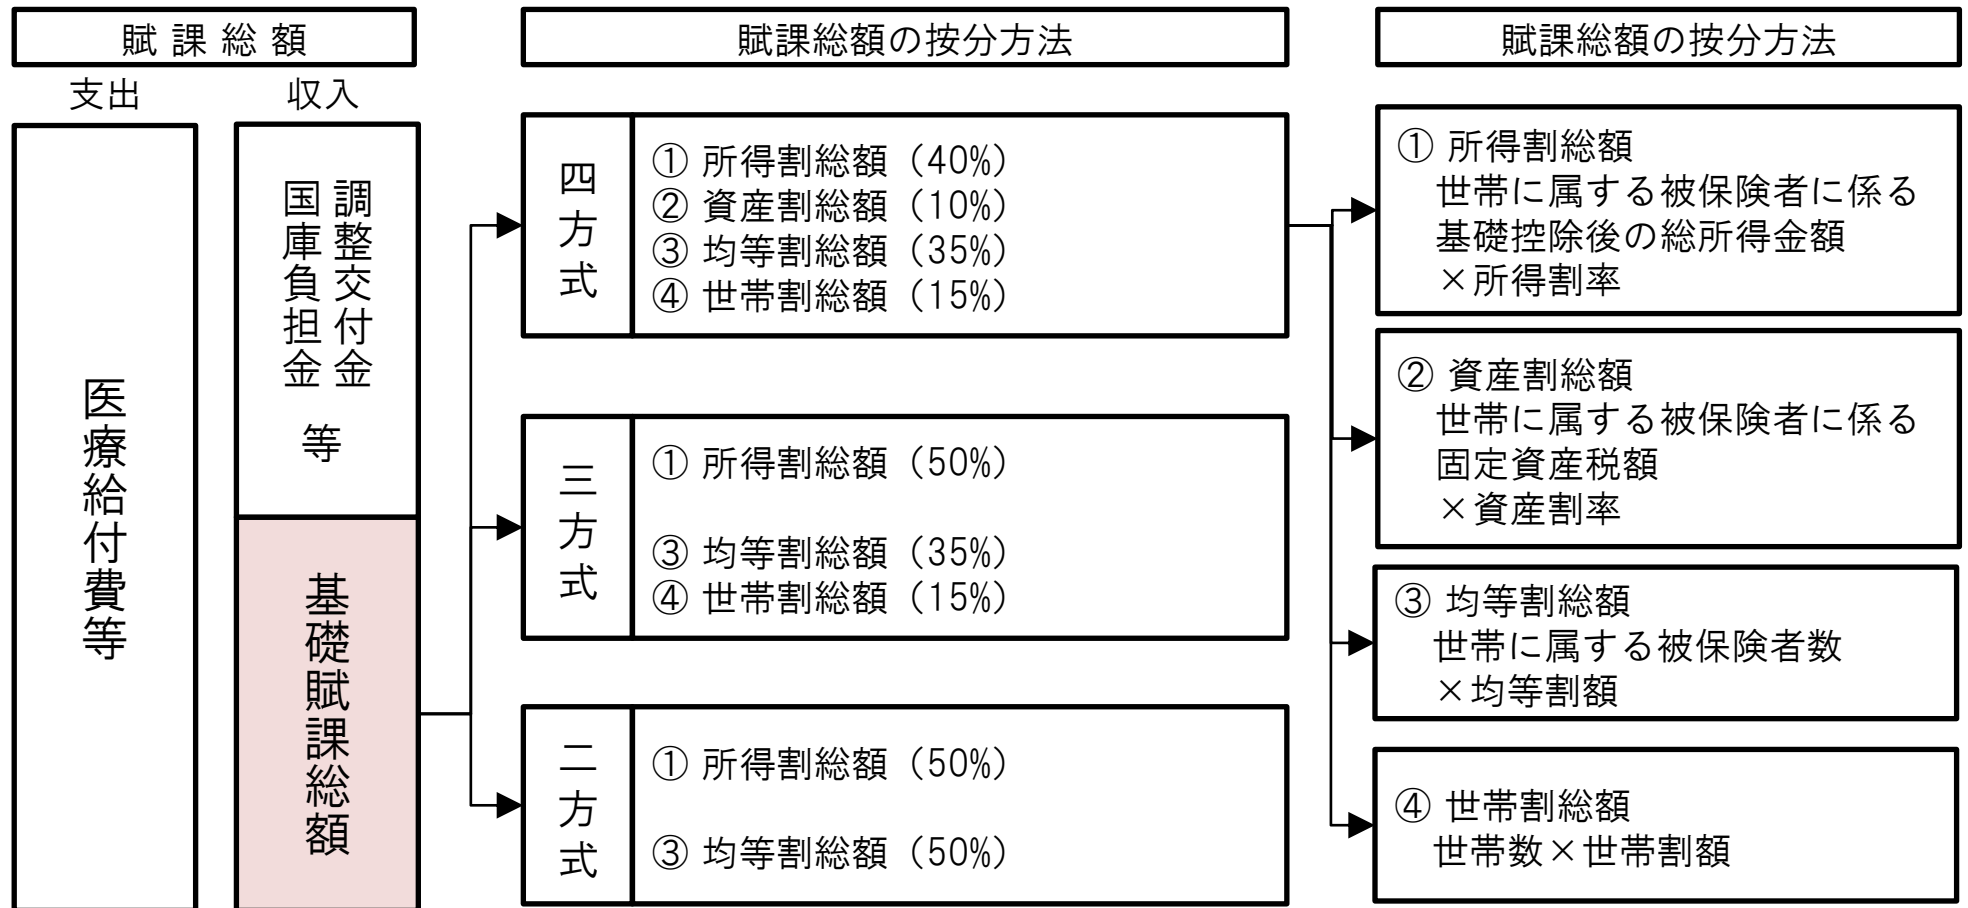 賦課総額
賦課総額の按分方法
賦課総額の按分方法
支出
収入
医療給付費等
調整交付金
国庫負担金
等
基礎賦課総額
四方式
① 所得割総額（40%）
② 資産割総額（10%）
③ 均等割総額（35%）
④ 世帯割総額（15%）
三方式
① 所得割総額（50%）
③ 均等割総額（35%）
④ 世帯割総額（15%）
二方式
① 所得割総額（50%）
③ 均等割総額（50%）
① 所得割総額
世帯に属する被保険者に係る
基礎控除後の総所得金額
×所得割率
② 資産割総額
世帯に属する被保険者に係る
固定資産税額
×資産割率
③ 均等割総額
世帯に属する被保険者数
×均等割額
④ 世帯割総額
世帯数×世帯割額